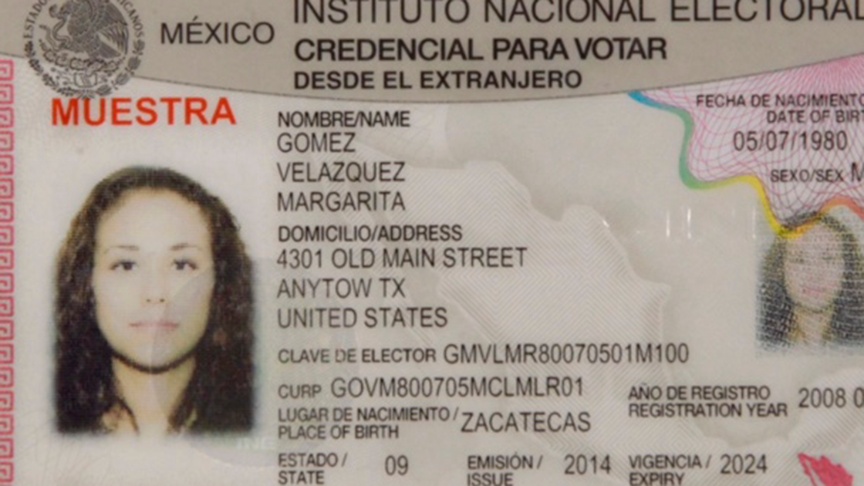 ESTADOS UNIDOS MEXICANOS
MÉXICO
INSTITUTO NACIONAL ELECTORAL
CREDENCIAL PARA VOTAR
DESDE EL EXTRANJERO
MUESTRA
NOMBRE/NAME
GOMEZ
VELAZQUEZ
MARGARITA
FECHA DE NACIMIENTO
DATE OF BIRT
05/07/1980
SEXO/SEX M
DOMICILIO/ADDRESS
4301 OLD MAIN STREET
ANYTOW TX
UNITED STATES
CLAVE DE ELECTOR GMVLMR80070501M100
CURP GOVM800705MCLMLR01
AÑO DE REGISTRO
REGISTRATION YEAR 2008 0
LUGAR DE NACIMIENTO/
PLACE OF BIRTH ZACATECAS
ESTADO/
STATE 09
EMISIÓN/
ISSUE 2014
VIGENCIA/
EXPIRY 2024